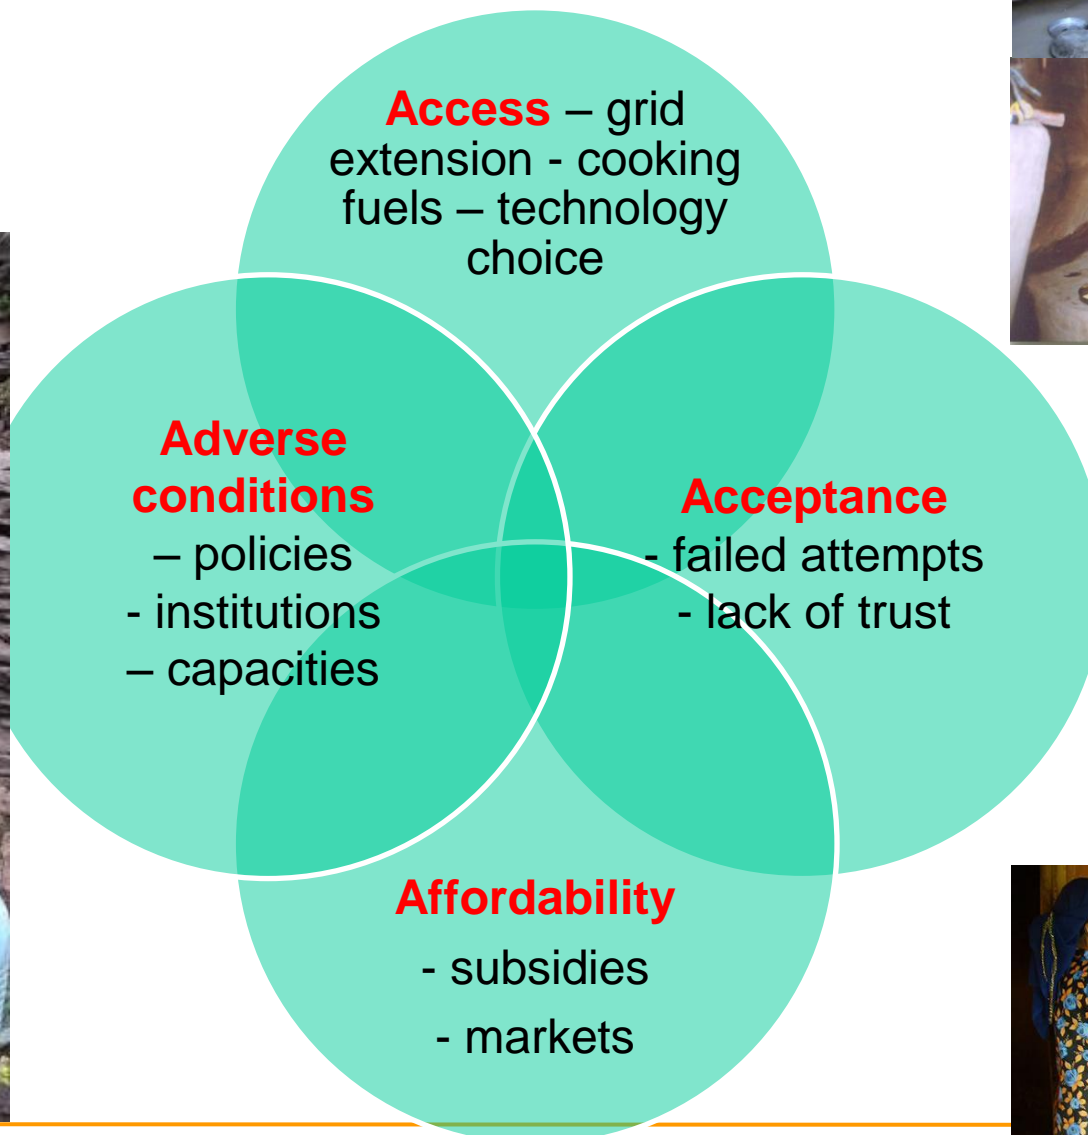 Access – grid
extension - cooking
fuels – technology
choice
Adverse
conditions
– policies
- institutions
– capacities
Acceptance
- failed attempts
- lack of trust
Affordability
- subsidies
- markets